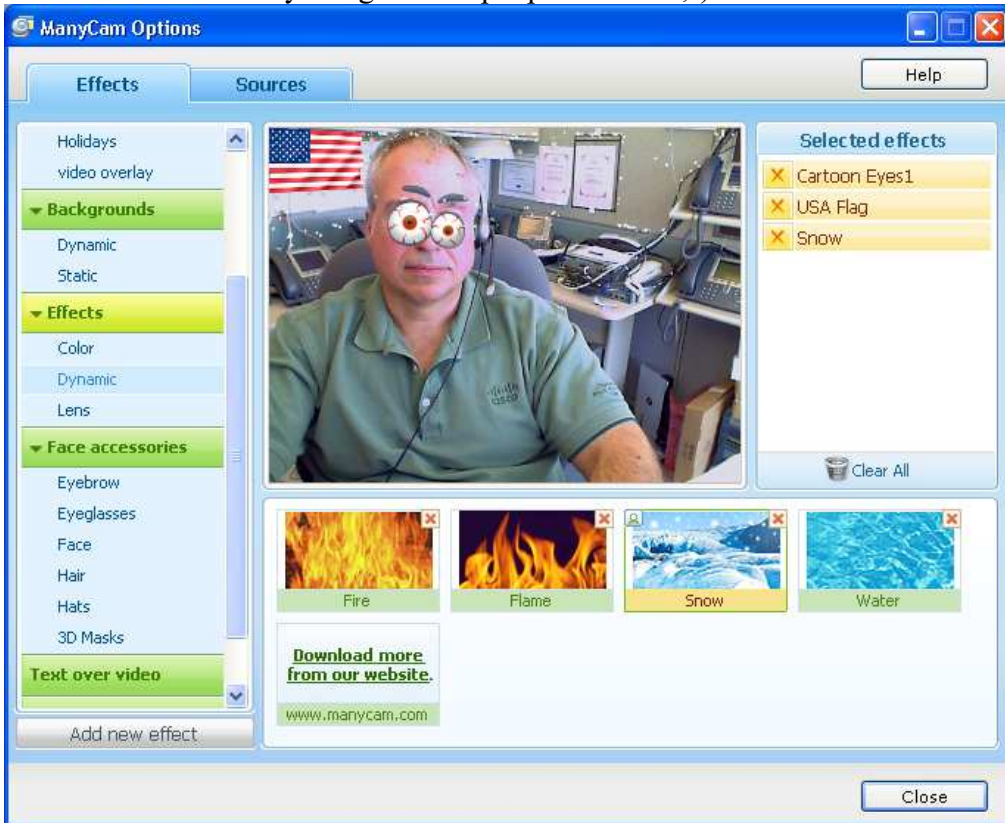 ManyCam Options
Effects
Sources
Help
Holidays
video overlay
Backgrounds
Dynamic
Static
Effects
Color
Dynamic
Lens
Face accessories
Eyebrow
Eyeglasses
Face
Hair
Hats
3D Masks
Text over video
Add new effect
CISCO
Selected effects
Cartoon Eyes1
USA Flag
Snow
Clear All
Fire
Flame
Snow
Water
Download more
from our website.
www.manycam.com
Close